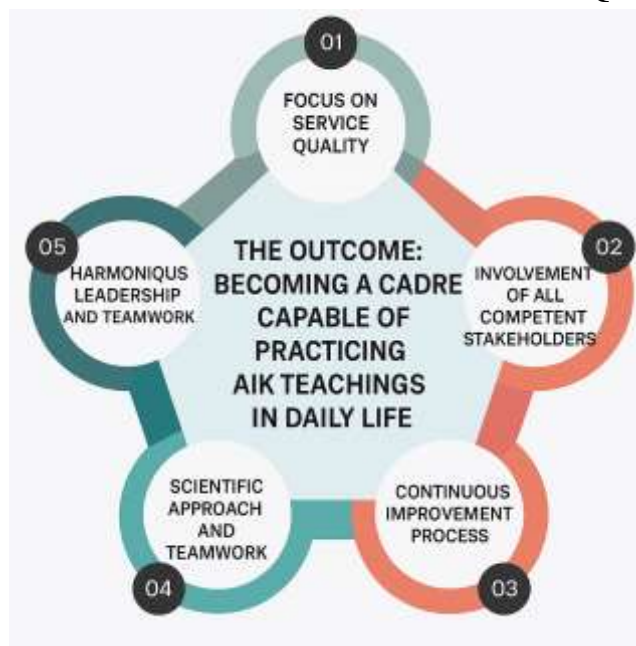 01
FOCUS ON
SERVICE
QUALITY
02
INVOLVEMENT
OF ALL
COMPETENT
STAKEHOLDERS
03
CONTINUOUS
IMPROVEMENT
PROCESS
04
SCIENTIFIC
APPROACH
AND
TEAMWORK
05
HARMONIQUS
LEADERSHIP
AND TEAMWORK
THE OUTCOME:
BECOMING A CADRE
CAPABLE OF
PRACTICING
AIK TEACHINGS
IN DAILY LIFE